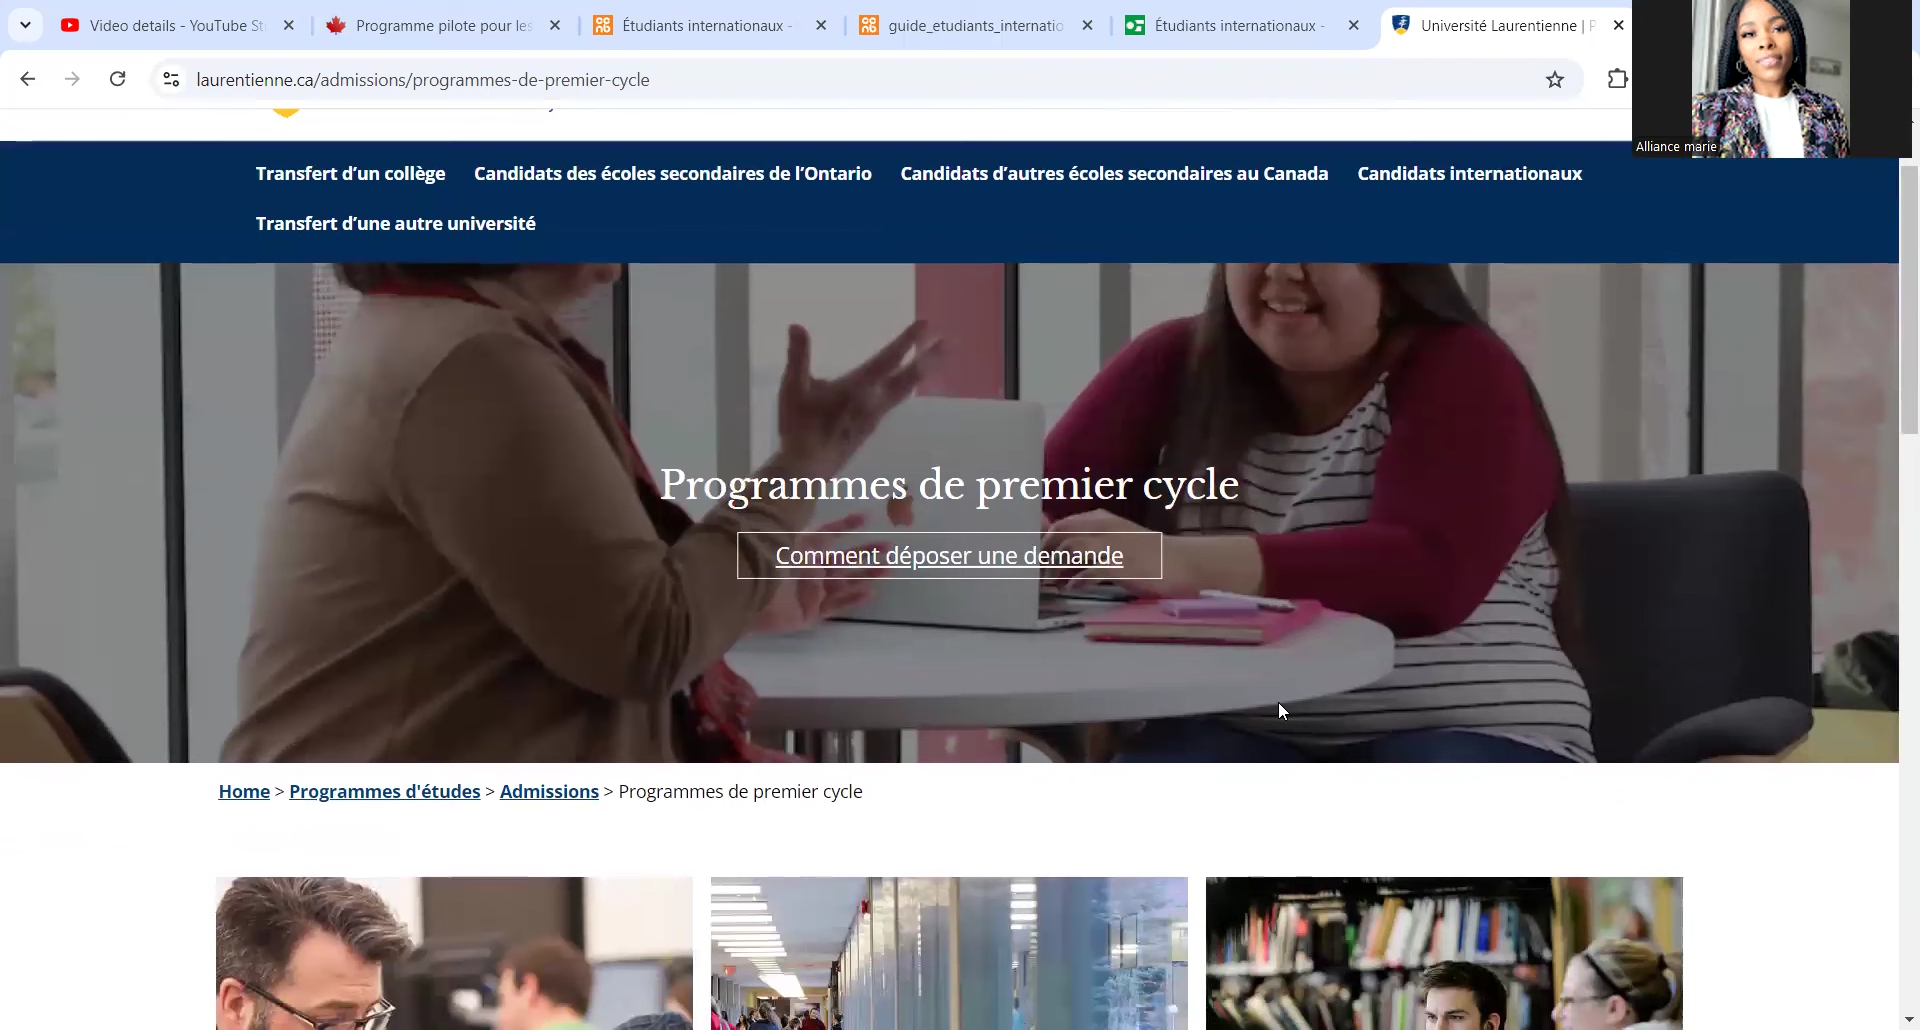 Video details - YouTube St
Programme pilote pour les
Étudiants internationaux -
guide_etudiants_internatio
Étudiants internationaux -
Université Laurentienne | P
laurentienne.ca/admissions/programmes-de-premier-cycle
Alliance marie
Transfert d’un collège
Candidats des écoles secondaires de l’Ontario
Candidats d’autres écoles secondaires au Canada
Candidats internationaux
Transfert d’une autre université
Programmes de premier cycle
Comment déposer une demande
Home > Programmes d'études > Admissions > Programmes de premier cycle